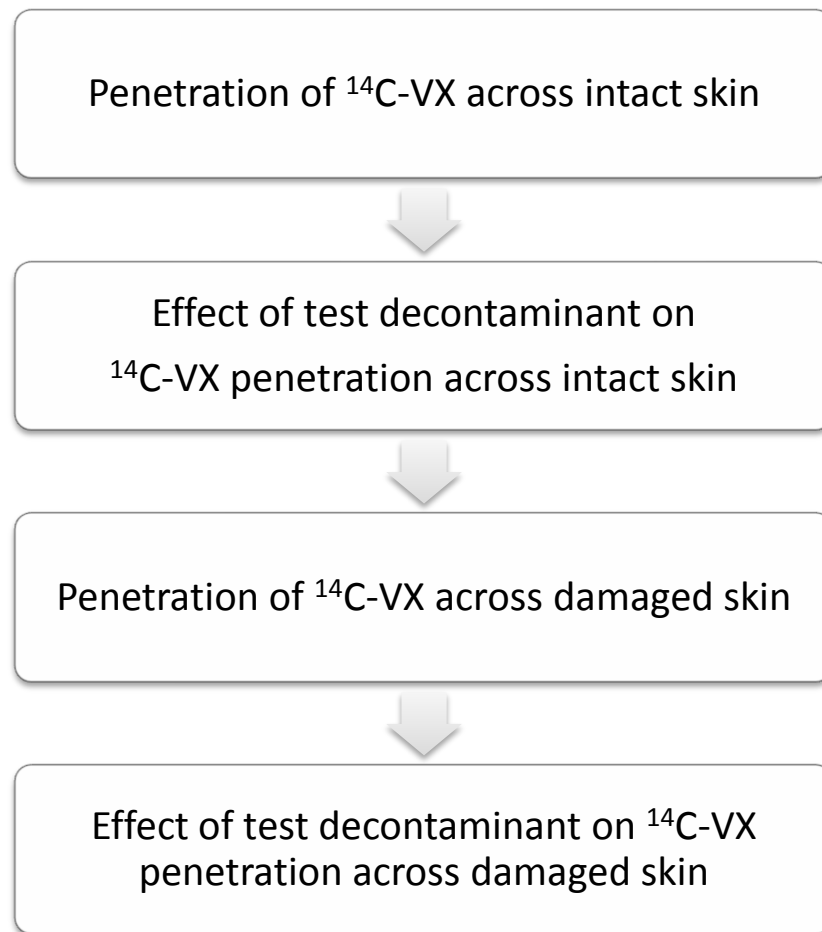 Penetration of ¹⁴C-VX across intact skin
Effect of test decontaminant on
¹⁴C-VX penetration across intact skin
Penetration of ¹⁴C-VX across damaged skin
Effect of test decontaminant on ¹⁴C-VX
penetration across damaged skin